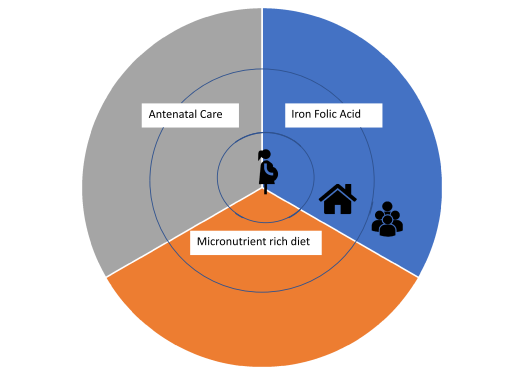 Antenatal Care
Iron Folic Acid
Micronutrient rich diet